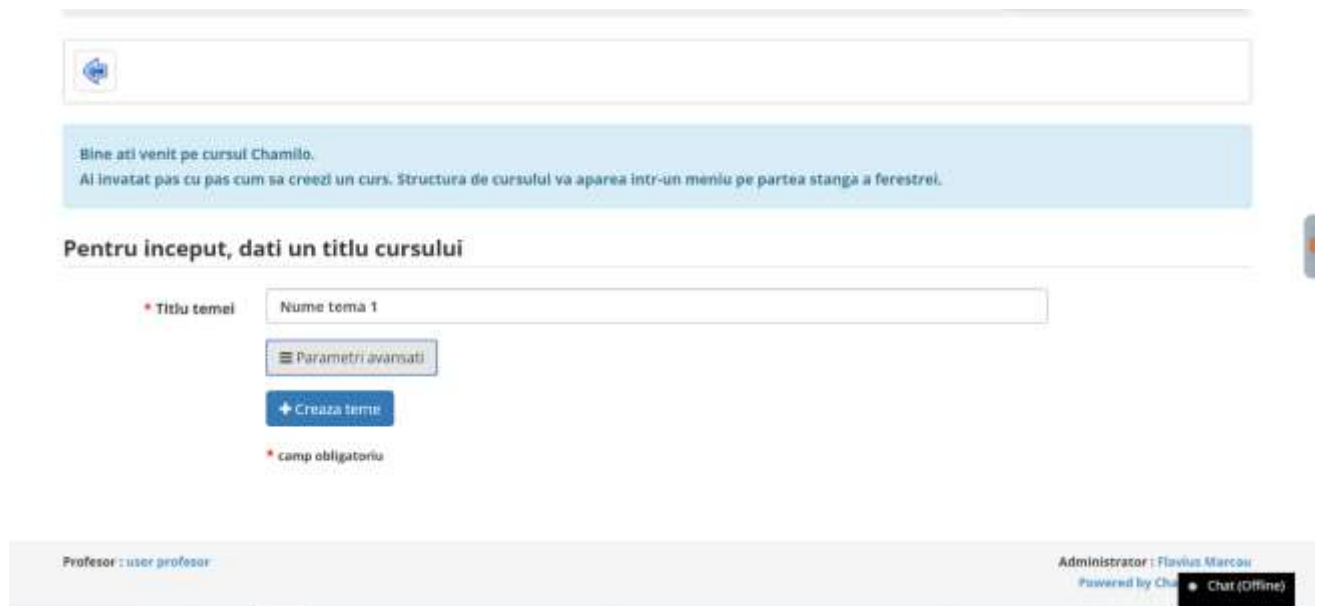 Bine ati venit pe cursul Chamilo.
Ai invatat pas cu pas cum sa creezi un curs. Structura de cursului va aparea intr-un meniu pe partea stanga a ferestrei.
Pentru inceput, dati un titlu cursului
* Titlu temei
Nume tema 1
Parametri avansati
+ Creaza teme
* camp obligatoriu
Profesor : user profesor
Administrator : Flavius Marcau
Powered by
Chat (Offline)